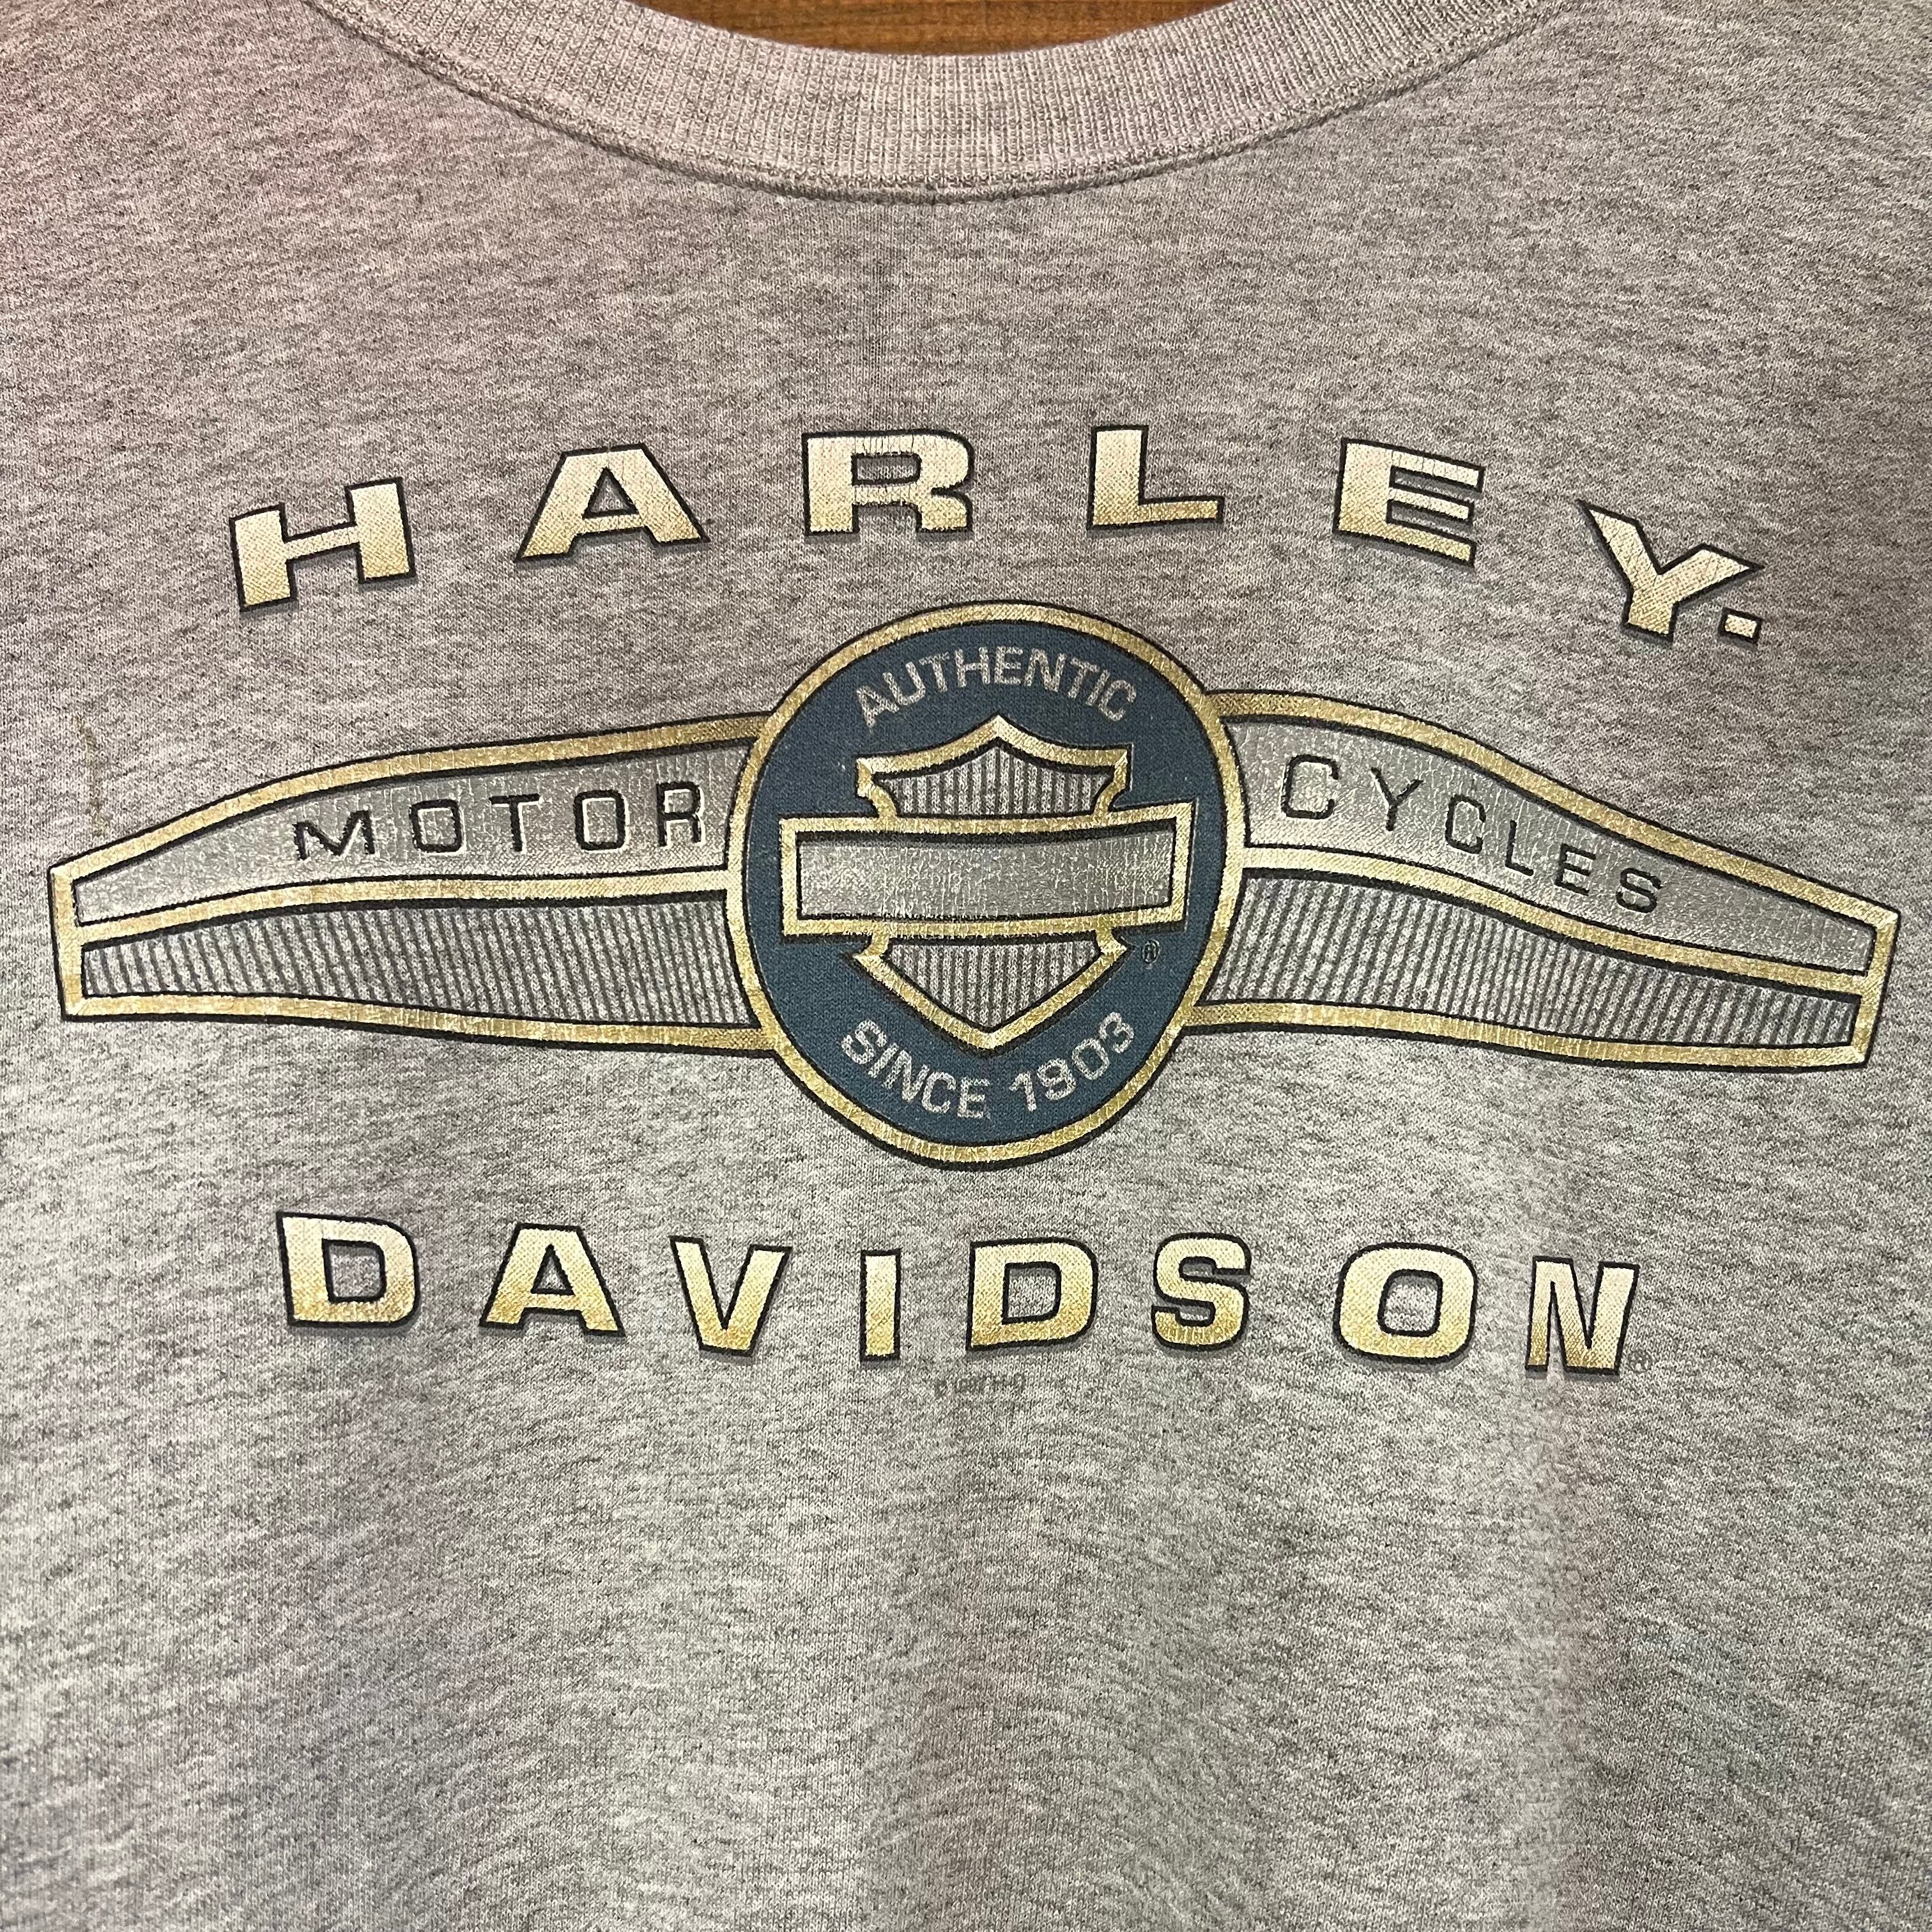 HARLEY-
AUTHENTIC
MOTOR CYCLES
®
SINCE 1903
DAVIDSON®